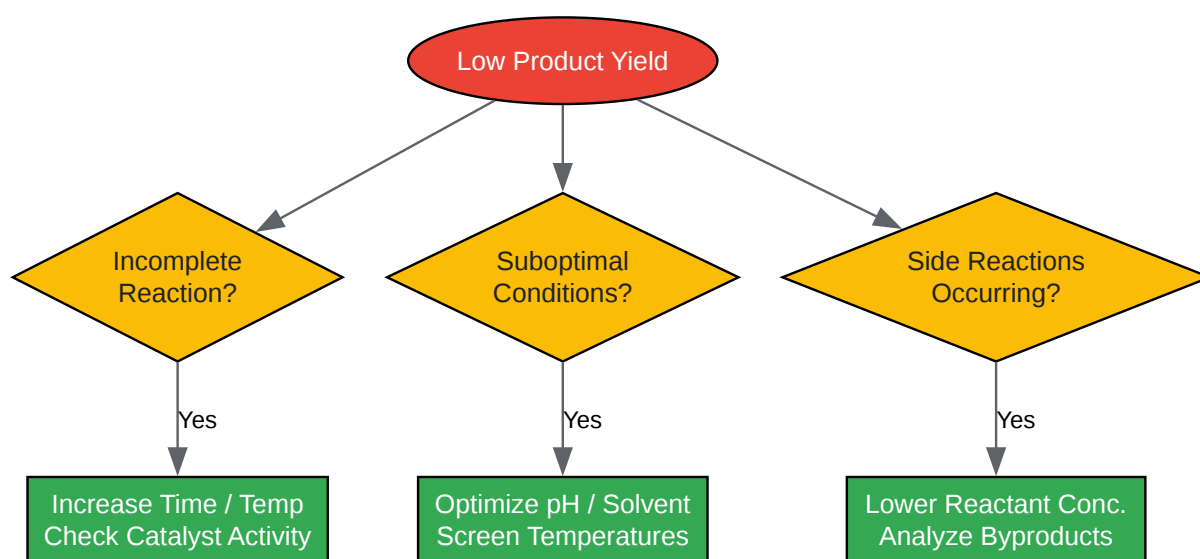 Low Product Yield
Incomplete
Reaction?
Suboptimal
Conditions?
Side Reactions
Occurring?
Yes
Yes
Yes
Increase Time / Temp
Check Catalyst Activity
Optimize pH / Solvent
Screen Temperatures
Lower Reactant Conc.
Analyze Byproducts